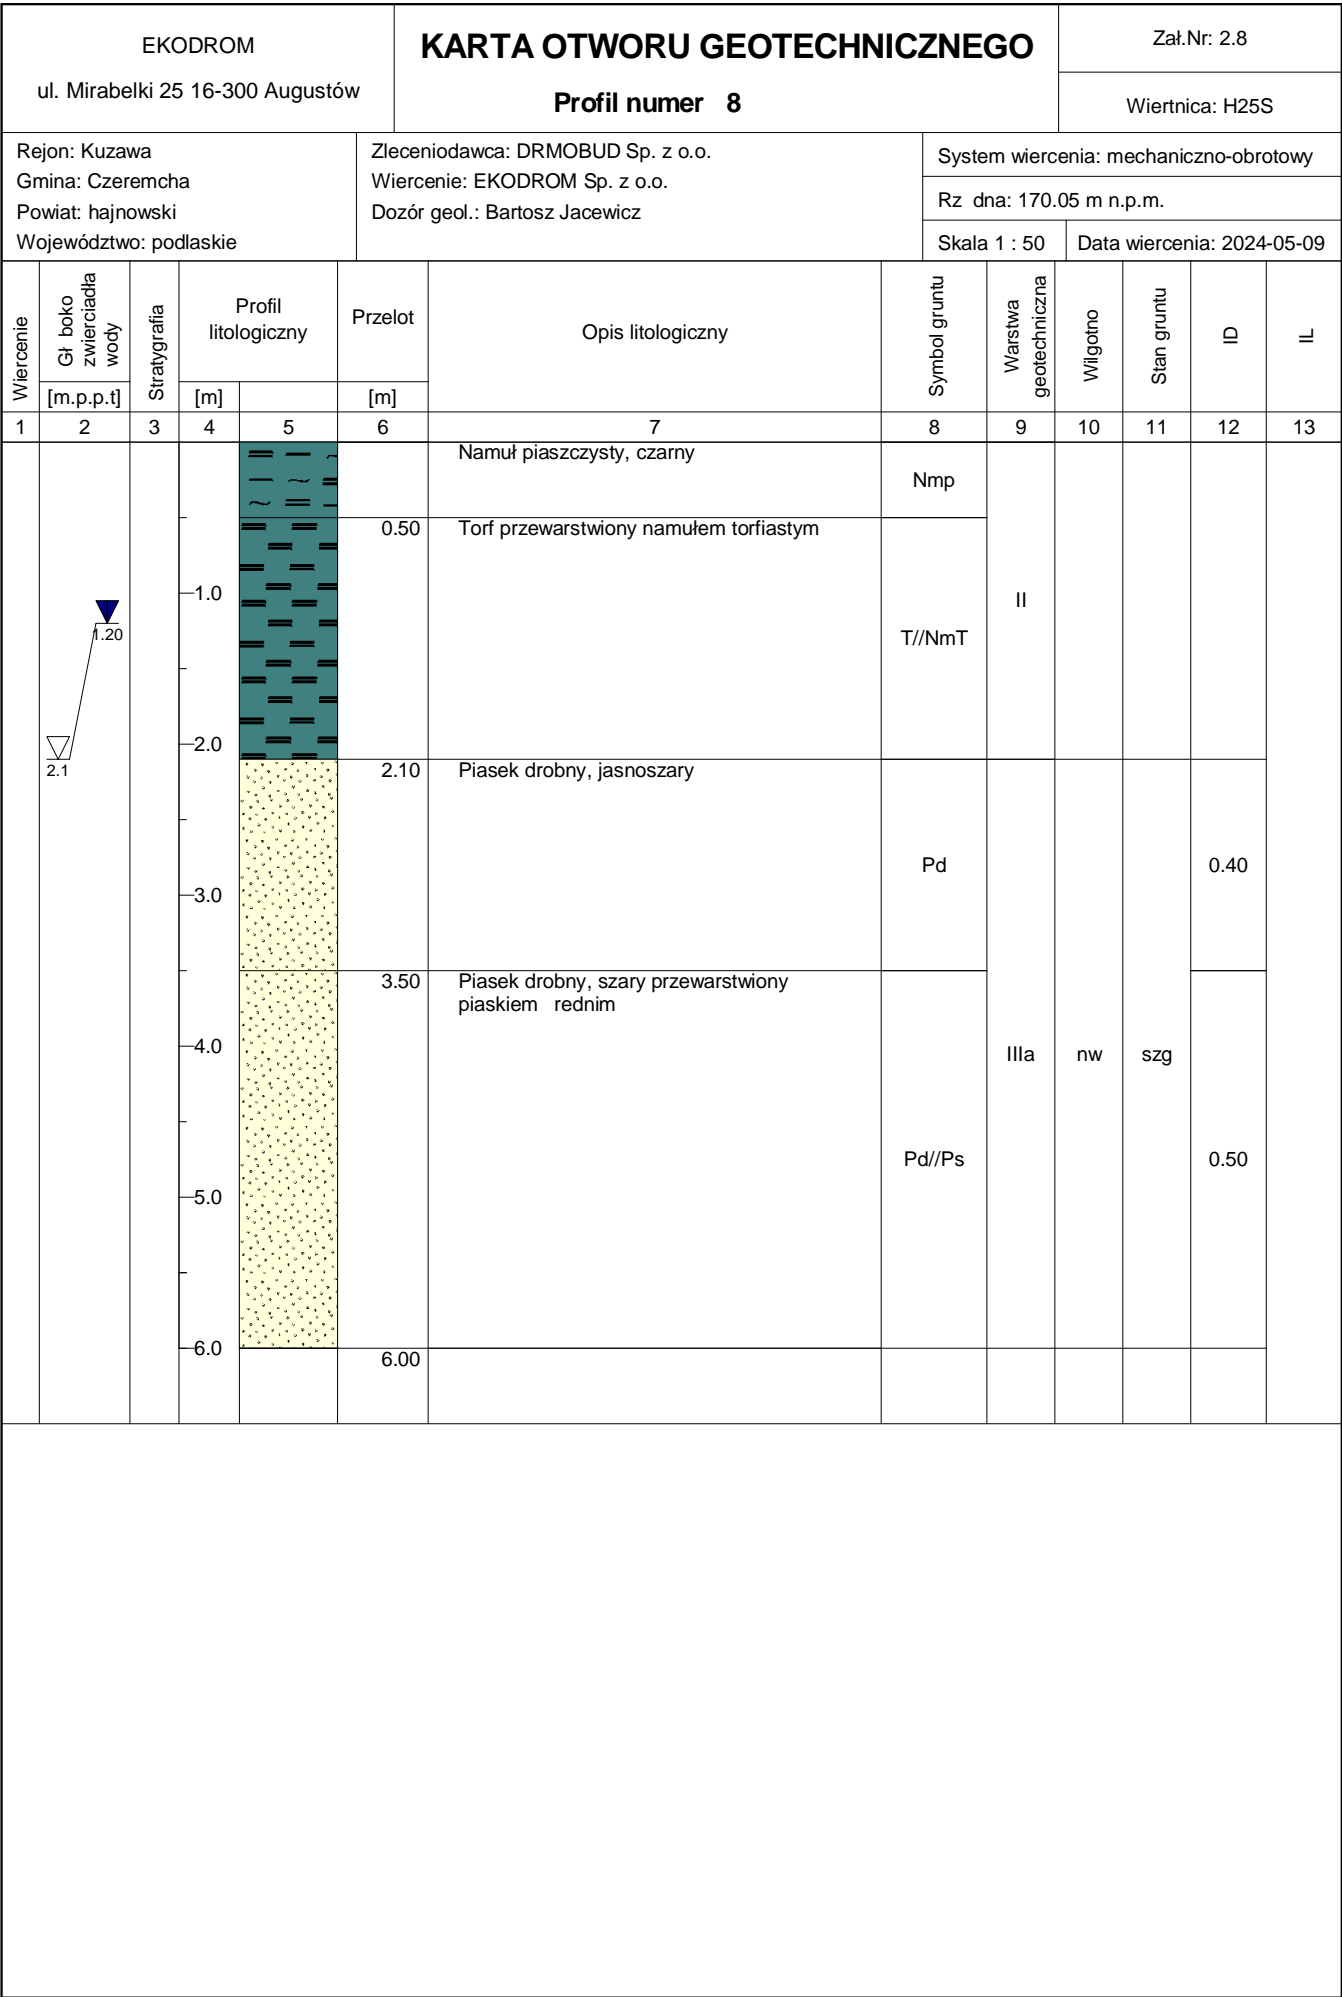 EKODROM
ul. Mirabelki 25 16-300 Augustów
KARTA OTWORU GEOTECHNICZNEGO
Profil numer 8
Zał.Nr: 2.8
Wiertnica: H25S
Rejon: Kuzawa
Gmina: Czeremcha
Powiat: hajnowski
Województwo: podlaskie
Zleceniodawca: DRMOBUD Sp. z o.o.
Wiercenie: EKODROM Sp. z o.o.
Dozór geol.: Bartosz Jacewicz
System wiercenia: mechaniczno-obrotowy
Rz dna: 170.05 m n.p.m.
Skala 1 : 50
Data wiercenia: 2024-05-09
Wiercenie
Gł boko
zwierciadła
wody
[m.p.p.t]
Stratygrafia
Profil
litologiczny
[m]
Przelot
[m]
Opis litologiczny
Symbol gruntu
Warstwa
geotechniczna
Wilgotno
Stan gruntu
ID
IL
1 2 3 4 5 6 7 8 9 10 11 12 13
Namuł piaszczysty, czarny
Nmp
0.50 Torf przewarstwiony namułem torfiastym
1.0
II
1.20
T//NmT
2.0
2.1
2.10 Piasek drobny, jasnoszary
Pd
0.40
3.0
3.50 Piasek drobny, szary przewarstwiony
piaskiem rednim
4.0
IIIa nw szg
Pd//Ps
0.50
5.0
6.0
6.00